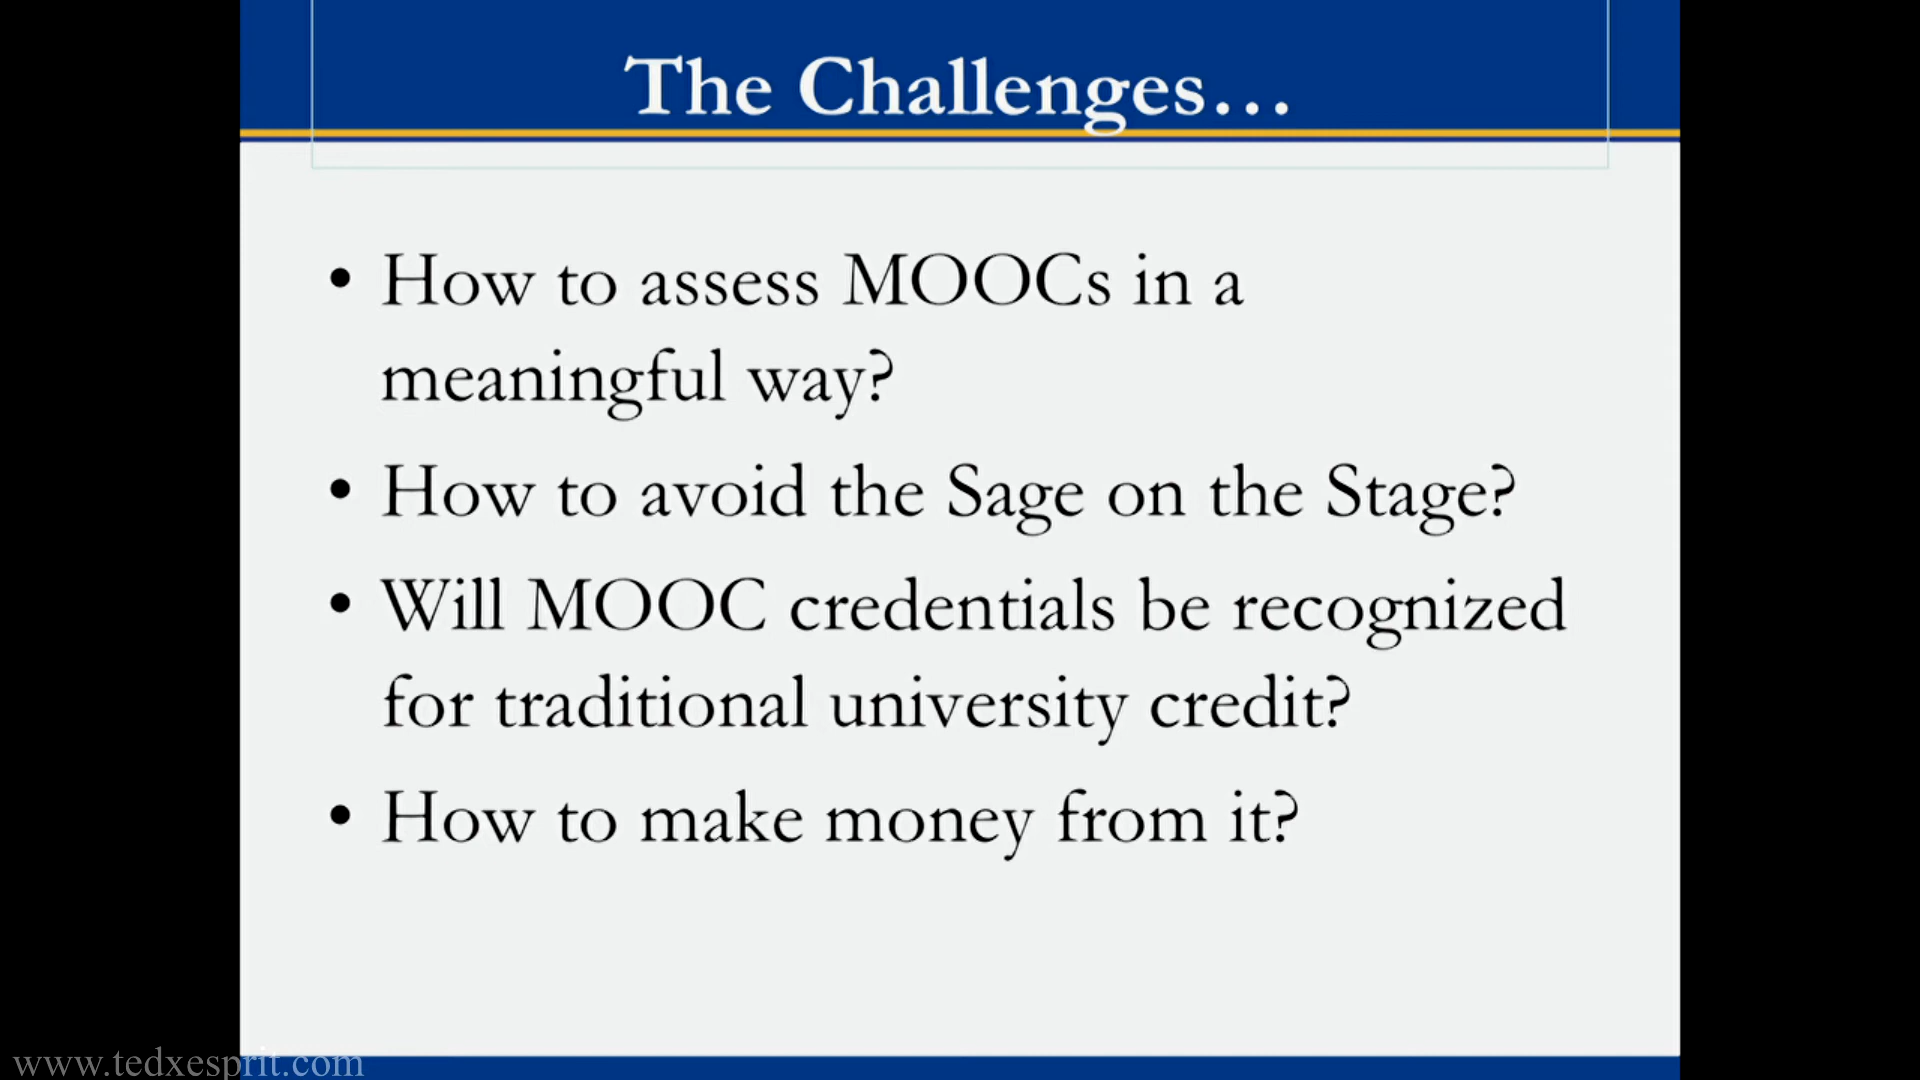 The Challenges…
• How to assess MOOCs in a
meaningful way?
• How to avoid the Sage on the Stage?
• Will MOOC credentials be recognized
for traditional university credit?
• How to make money from it?
www.tedxesprit.com